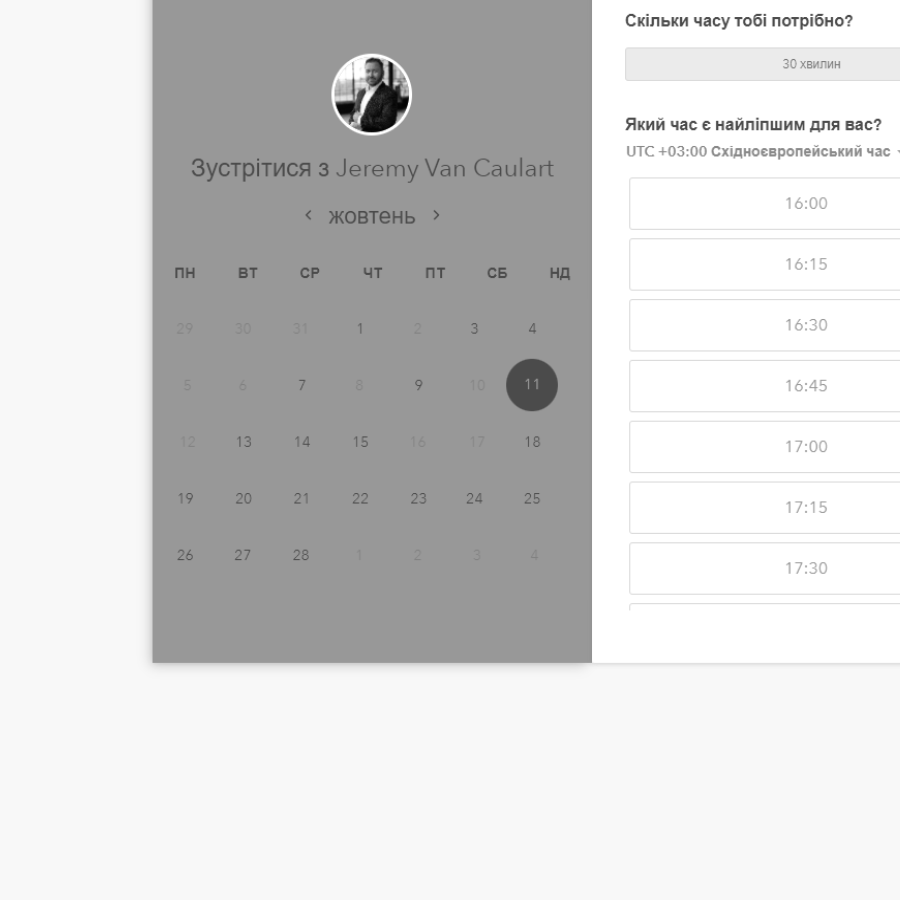 Зустрітися з Jeremy Van Caulart
жовтень
ПН ВТ СР ЧТ ПТ СБ НД
29 30 31 1 2 3 4
5 6 7 8 9 10 11
12 13 14 15 16 17 18
19 20 21 22 23 24 25
26 27 28 1 2 3 4
Скільки часу тобі потрібно?
30 хвилин
Який час є найліпшим для вас?
UTC +03:00 Східноєвропейський час
16:00
16:15
16:30
16:45
17:00
17:15
17:30